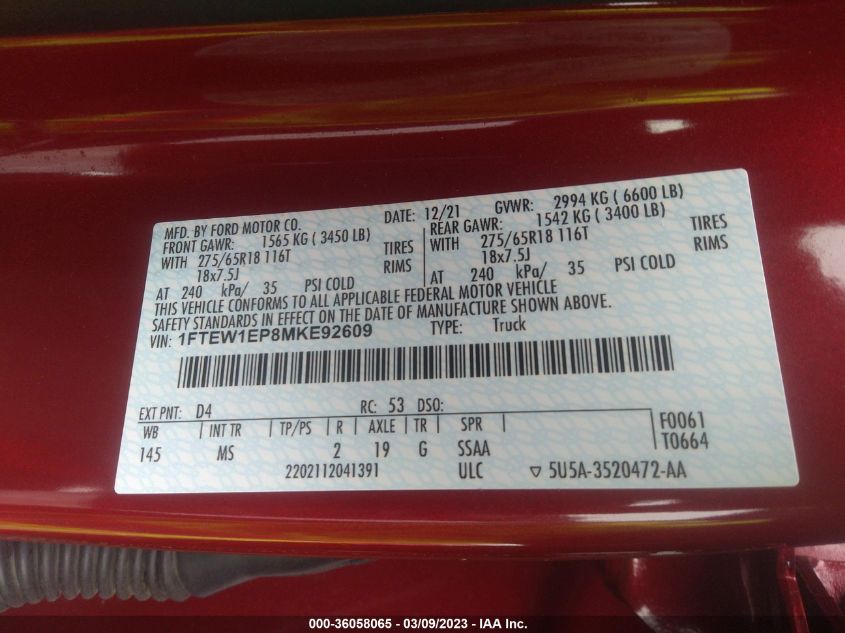 MFD. BY FORD MOTOR CO. DATE: 12/21 GVWR: 2994 KG ( 6600 LB)
FRONT GAWR: 1565 KG ( 3450 LB) REAR GAWR: 1542 KG ( 3400 LB)
WITH 275/65R18 116T TIRES WITH 275/65R18 116T TIRES
18x7.5J RIMS 18x7.5J RIMS
AT 240 kPa/ 35 PSI COLD AT 240 kPa/ 35 PSI COLD
THIS VEHICLE CONFORMS TO ALL APPLICABLE FEDERAL MOTOR VEHICLE
SAFETY STANDARDS IN EFFECT ON THE DATE OF MANUFACTURE SHOWN ABOVE.
VIN: 1FTEW1EP8MKE92609 TYPE: Truck
EXT PNT: D4 RC: 53 DSO:
WB INT TR TP/PS R AXLE TR SPR F0061
145 MS 2 19 G SSAA T0664
2202112041391 ULC ▽ 5U5A-3520472-AA
000-36058065 - 03/09/2023 - IAA Inc.